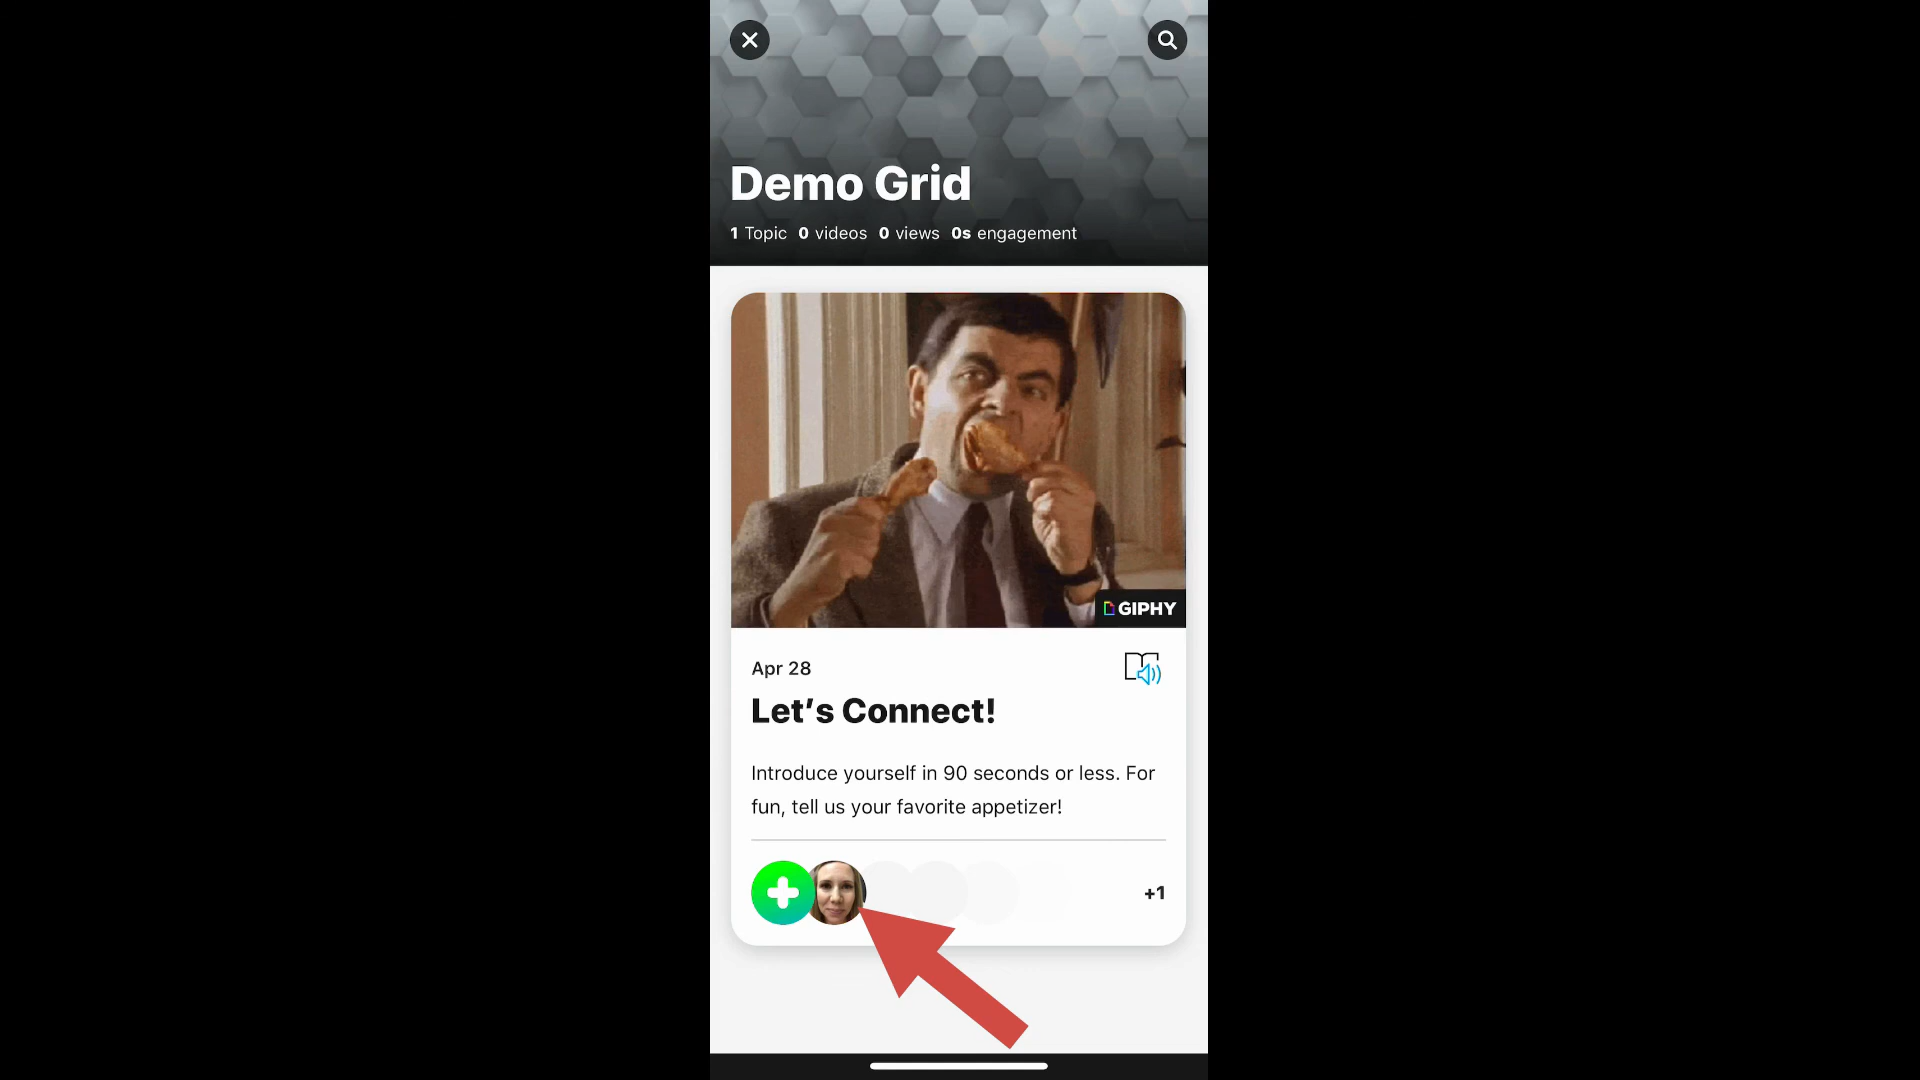 Demo Grid
1 Topic 0 videos 0 views 0s engagement
GIPHY
Apr 28
Let's Connect!
Introduce yourself in 90 seconds or less. For
fun, tell us your favorite appetizer!
+1